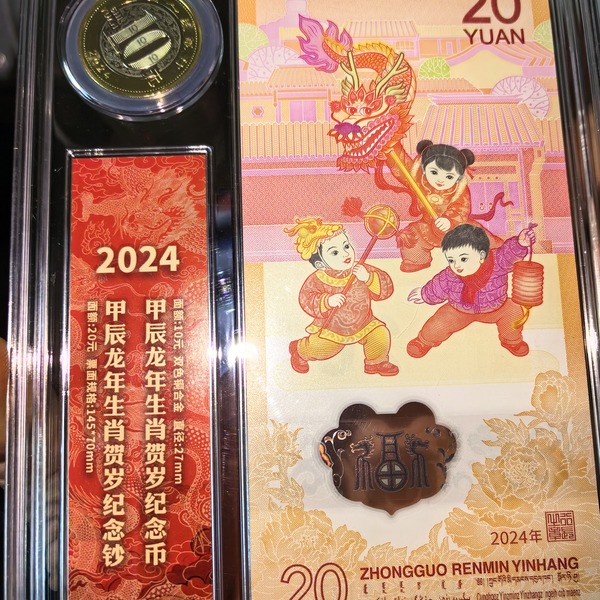 10
2024
2024
甲辰龙年生肖贺岁纪念币
面额:10元 双色铜合金 直径:27mm
甲辰龙年生肖贺岁纪念钞
面额:20元 票面规格:145*70mm
20
YUAN
2024年
20
ZHONGGUO RENMIN YINHANG